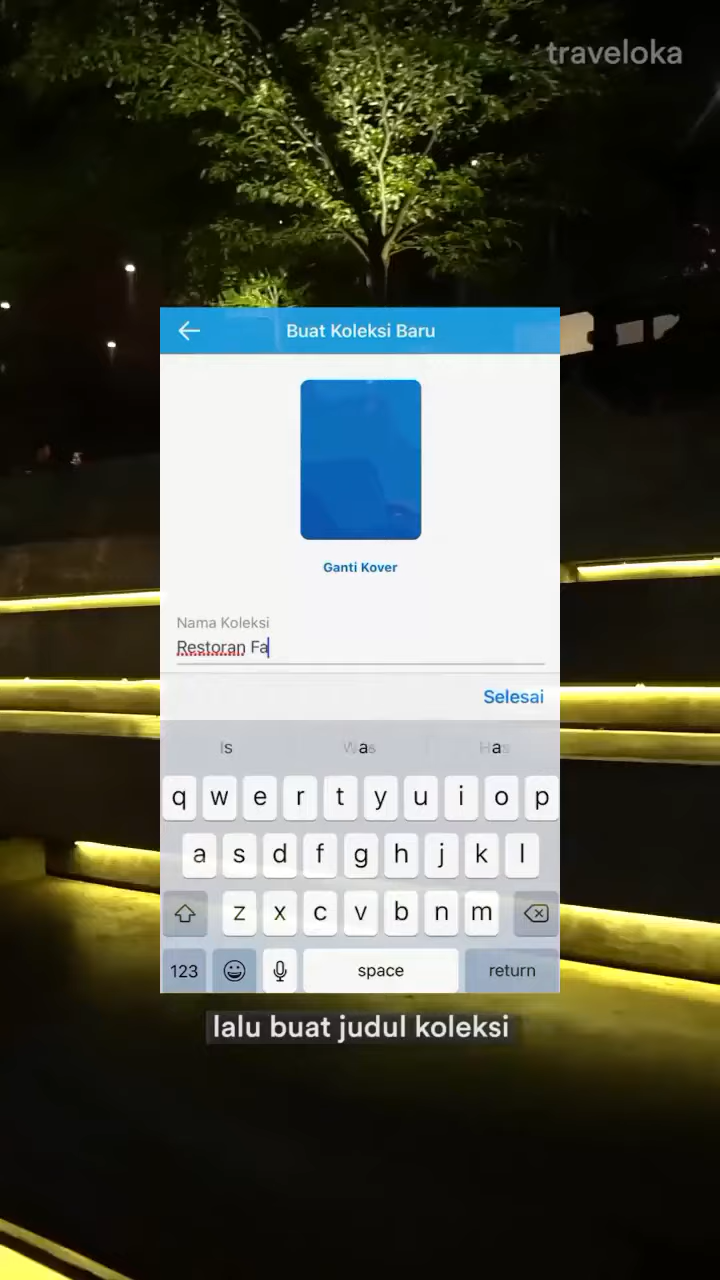 traveloka
Buat Koleksi Baru
Ganti Kover
Nama Koleksi
Restoran Fa
Selesai
Is Was Has
q w e r t y u i o p
a s d f g h j k l
z x c v b n m
123 space return
lalu buat judul koleksi